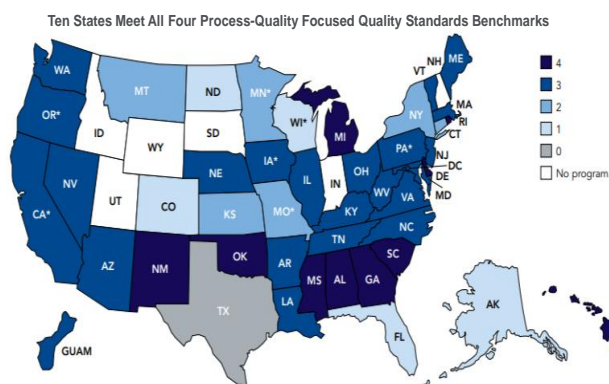 Ten States Meet All Four Process-Quality Focused Quality Standards Benchmarks
WA
OR*
CA*
NV
ID
MT
WY
UT
AZ
CO
NM
ND
SD
NE
KS
OK
TX
MN*
IA*
MO*
AR
LA
WI*
IL
MI
IN
OH
KY
TN
MS
AL
GA
FL
SC
NC
VA
WV
PA*
NY
VT
NH
ME
MA
RI
CT
NJ
DC
DE
MD
AK
GUAM
4
3
2
1
0
No program